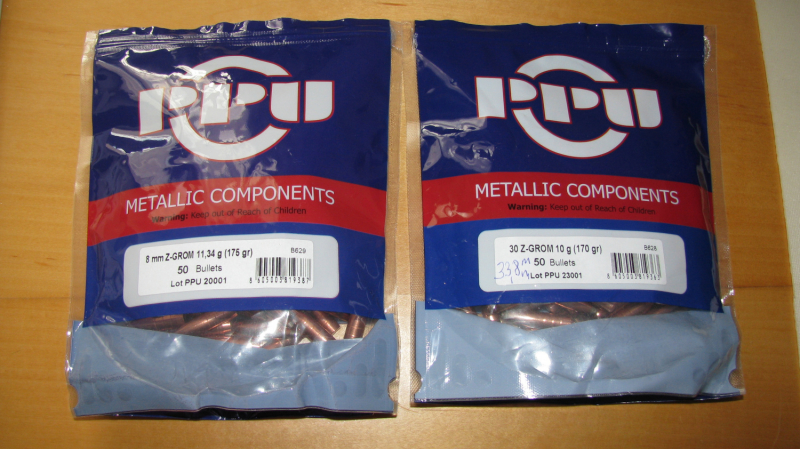 PPU
METALLIC COMPONENTS
Warning: Keep out of Reach of Children
8 mm Z-GROM 11,34 g (175 gr)
B629
50 Bullets
Lot PPU 20001
PPU
METALLIC COMPONENTS
Warning: Keep out of Reach of Children
30 Z-GROM 10 g (170 gr)
B628
50 Bullets
Lot PPU 23001